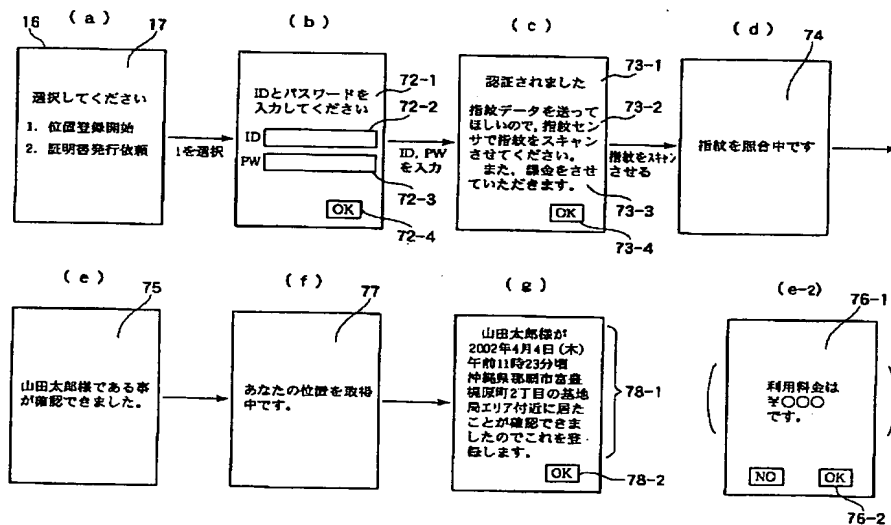 (a)
16
17
選択してください
1. 位置登録開始
2. 証明書発行依頼
1を選択
(b)
IDとパスワードを
入力してください
ID
PW
OK
72-1
72-2
72-3
72-4
ID, PW
を入力
(c)
認証されました
指紋データを送って
ほしいので、指紋セン
サで指紋をスキャン
させてください。
また、課金をさせ
ていただきます。
OK
73-1
73-2
73-3
73-4
指紋をスキャン
させる
(d)
74
指紋を照合中です
(e)
75
山田太郎様である事
が確認できました。
(f)
77
あなたの位置を取得
中です。
(g)
山田太郎様が
2002年4月4日(木)
午前11時23分頃
沖縄県那覇市富豊
梶原町2丁目の基地
局エリア付近に居た
ことが確認できま
したのでこれを登
録します。
OK
78-1
78-2
(e-2)
76-1
利用料金は
¥○○○
です。
NO
OK
76-2